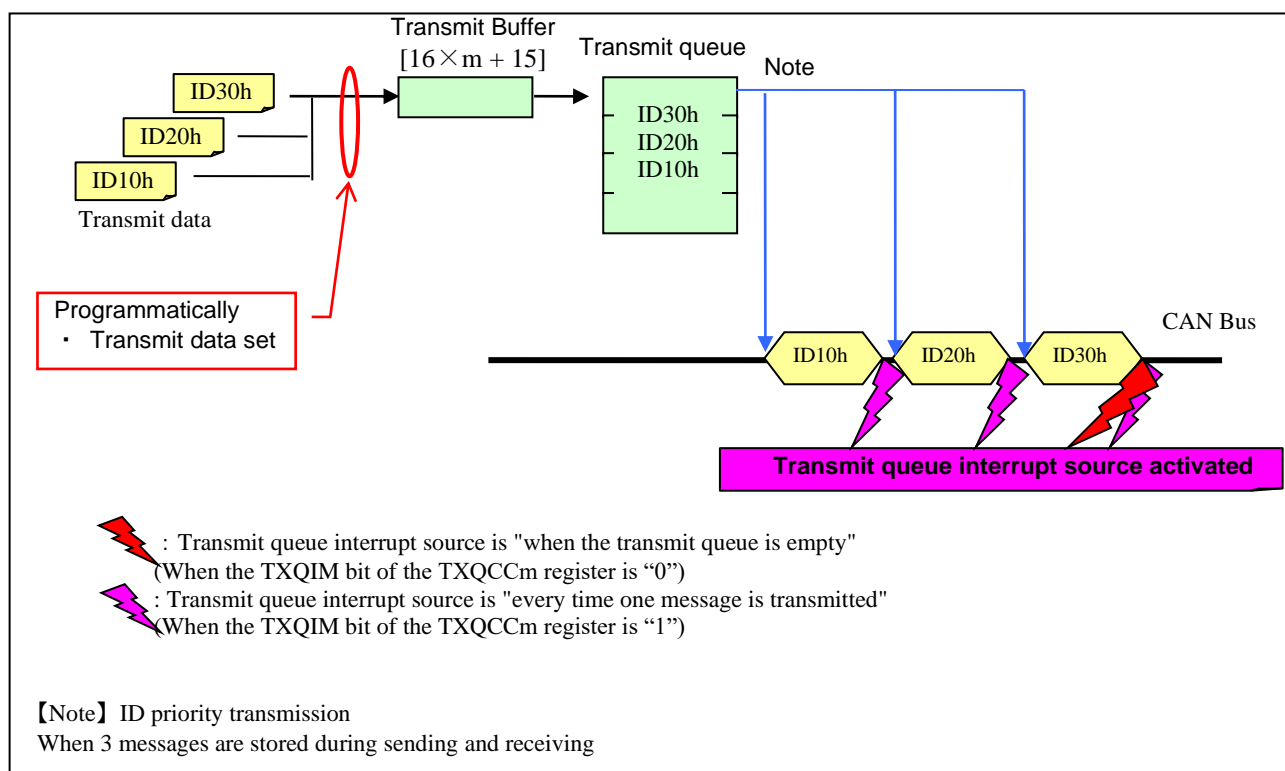 Transmit Buffer
[16×m + 15]
Transmit queue
Note
ID30h
ID20h
ID10h
Transmit data
ID30h
ID20h
ID10h
Programmatically
・ Transmit data set
CAN Bus
ID10h
ID20h
ID30h
Transmit queue interrupt source activated
: Transmit queue interrupt source is "when the transmit queue is empty"
(When the TXQIM bit of the TXQCCm register is “0”)
: Transmit queue interrupt source is "every time one message is transmitted"
(When the TXQIM bit of the TXQCCm register is “1”)
【Note】ID priority transmission
When 3 messages are stored during sending and receiving